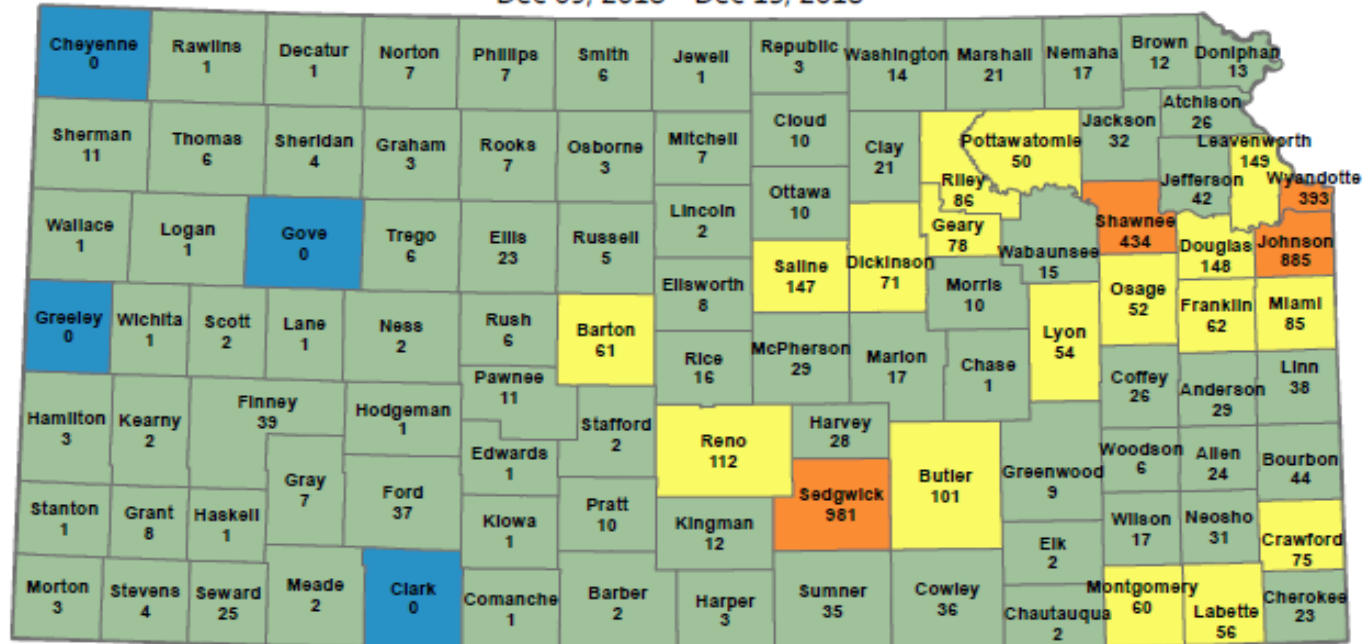 Cheyenne
0
Rawlins
1
Decatur
1
Norton
7
Phillips
7
Smith
6
Jewell
1
Republic
3
Washington
14
Marshall
21
Nemaha
17
Brown
12
Doniphan
13
Atchison
26
Sherman
11
Thomas
6
Sheridan
4
Graham
3
Rooks
7
Osborne
3
Mitchell
7
Cloud
10
Clay
21
Pottawatomie
50
Jackson
32
Leavenworth
149
Riley
86
Jefferson
42
Wyandotte
393
Ottawa
10
Lincoln
2
Wallace
1
Logan
1
Gove
0
Trego
6
Ellis
23
Russell
5
Geary
78
Shawnee
434
Douglas
148
Johnson
885
Wabaunsee
15
Saline
147
Dickinson
71
Ellsworth
8
Morris
10
Osage
52
Franklin
62
Miami
85
Greeley
0
Wichita
1
Scott
2
Lane
1
Ness
2
Rush
6
Barton
61
Lyon
54
Rice
16
McPherson
29
Marion
17
Chase
1
Coffey
26
Anderson
29
Linn
38
Pawnee
11
Hamilton
3
Kearny
2
Finney
39
Hodgeman
1
Stafford
2
Reno
112
Harvey
28
Edwards
1
Butler
101
Greenwood
9
Woodson
6
Allen
24
Bourbon
44
Gray
7
Ford
37
Sedgwick
981
Stanton
1
Grant
8
Haskell
1
Kiowa
1
Pratt
10
Kingman
12
Wilson
17
Neosho
31
Crawford
75
Elk
2
Morton
3
Stevens
4
Seward
25
Meade
2
Clark
0
Comanche
1
Barber
2
Harper
3
Sumner
35
Cowley
36
Chautauqua
2
Montgomery
60
Labette
56
Cherokee
23